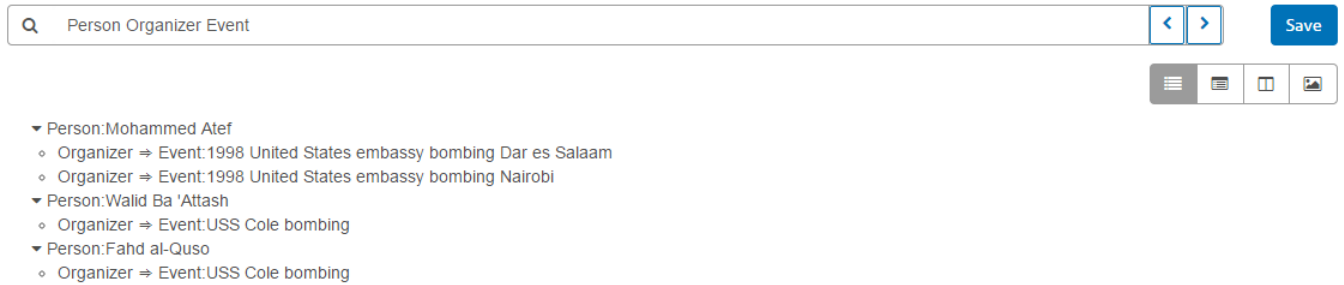 Person Organizer Event
Save
Person:Mohammed Atef
Organizer ⇒ Event:1998 United States embassy bombing Dar es Salaam
Organizer ⇒ Event:1998 United States embassy bombing Nairobi
Person:Walid Ba 'Attash
Organizer ⇒ Event:USS Cole bombing
Person:Fahd al-Quso
Organizer ⇒ Event:USS Cole bombing